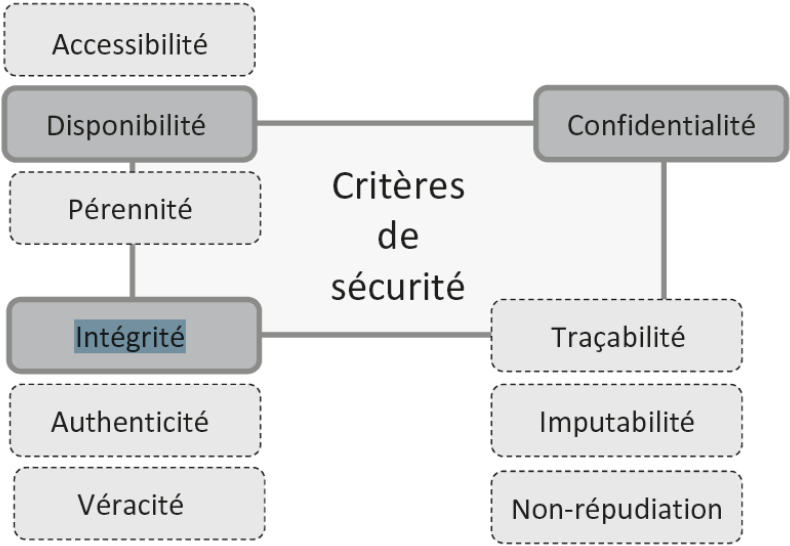 Accessibilité
Disponibilité
Confidentialité
Pérennité
Critères
de
sécurité
Intégrité
Traçabilité
Authenticité
Imputabilité
Véracité
Non-répudiation